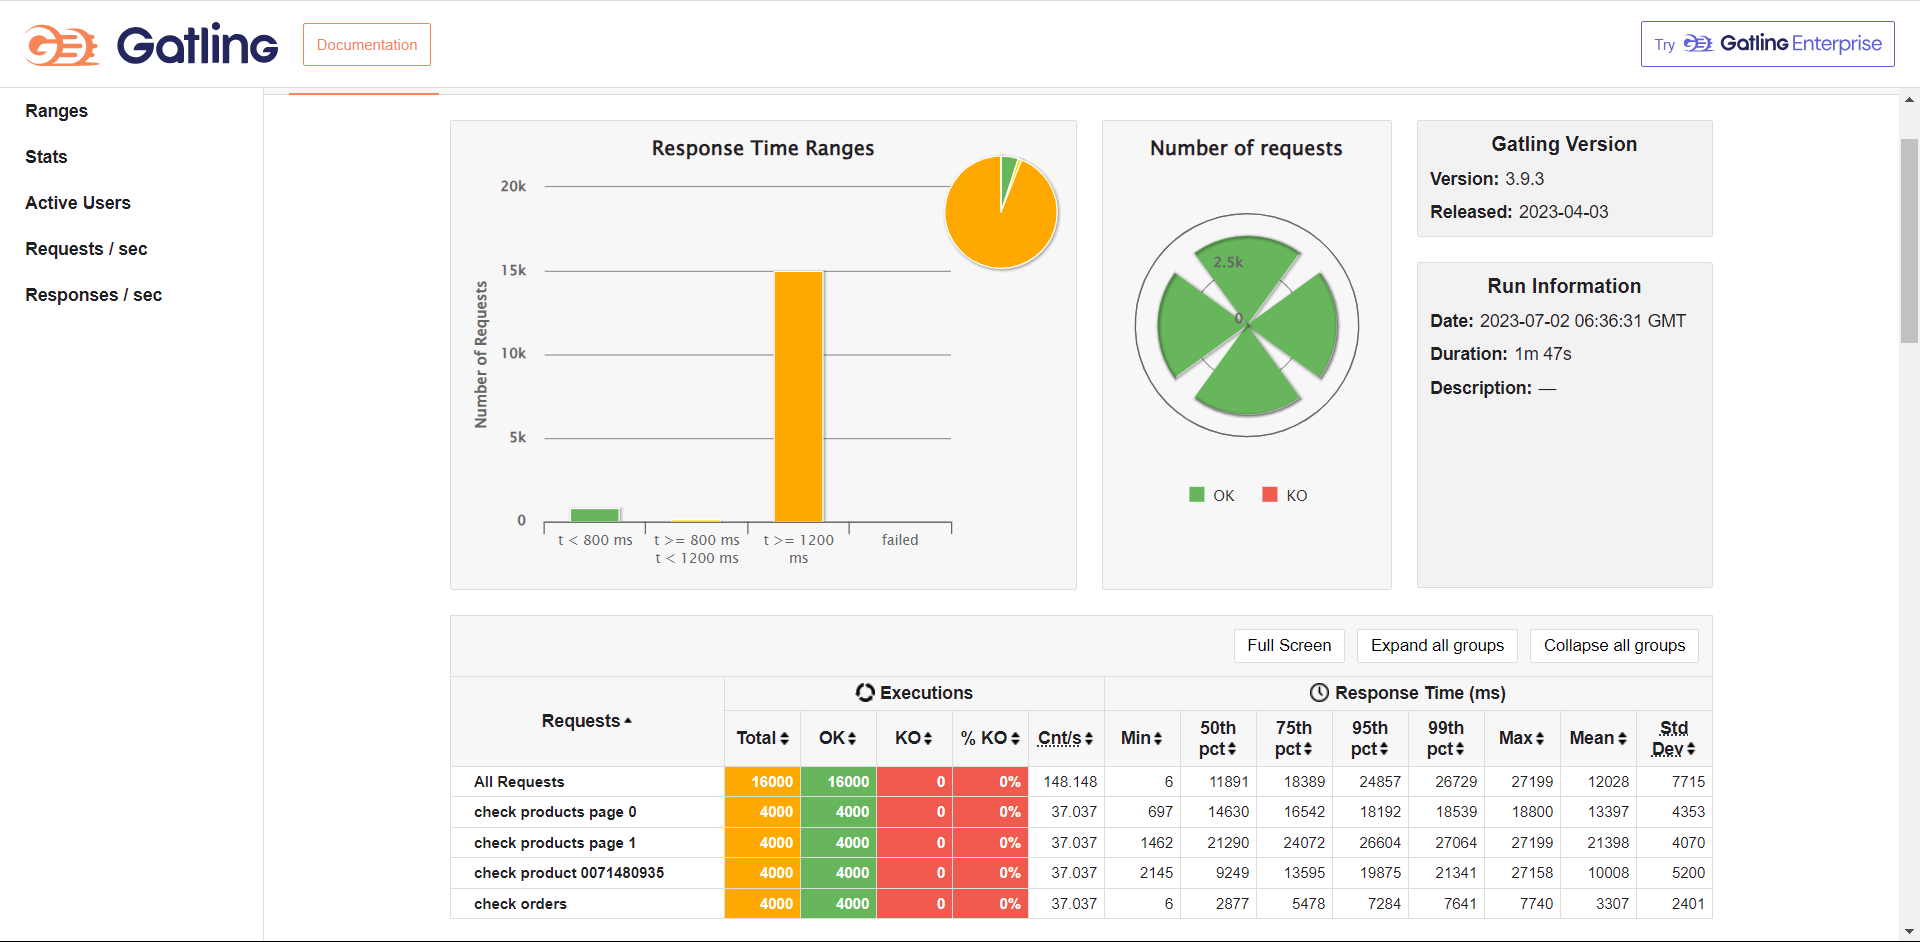 Gatling
Documentation
Try Gatling Enterprise
Ranges
Stats
Active Users
Requests / sec
Responses / sec
Response Time Ranges
Number of Requests
20k
15k
10k
5k
0
t < 800 ms
t >= 800 ms
t < 1200 ms
t >= 1200
ms
failed
Number of requests
2.5k
0
OK
KO
Gatling Version
Version: 3.9.3
Released: 2023-04-03
Run Information
Date: 2023-07-02 06:36:31 GMT
Duration: 1m 47s
Description: —
Full Screen Expand all groups Collapse all groups
Requests Executions Response Time (ms)
Total OK KO % KO Cnt/s Min 50th pct 75th pct 95th pct 99th pct Max Mean Std Dev
All Requests 16000 16000 0 0% 148.148 6 11891 18389 24857 26729 27199 12028 7715
check products page 0 4000 4000 0 0% 37.037 697 14630 16542 18192 18539 18800 13397 4353
check products page 1 4000 4000 0 0% 37.037 1462 21290 24072 26604 27064 27199 21398 4070
check product 0071480935 4000 4000 0 0% 37.037 2145 9249 13595 19875 21341 27158 10008 5200
check orders 4000 4000 0 0% 37.037 6 2877 5478 7284 7641 7740 3307 2401